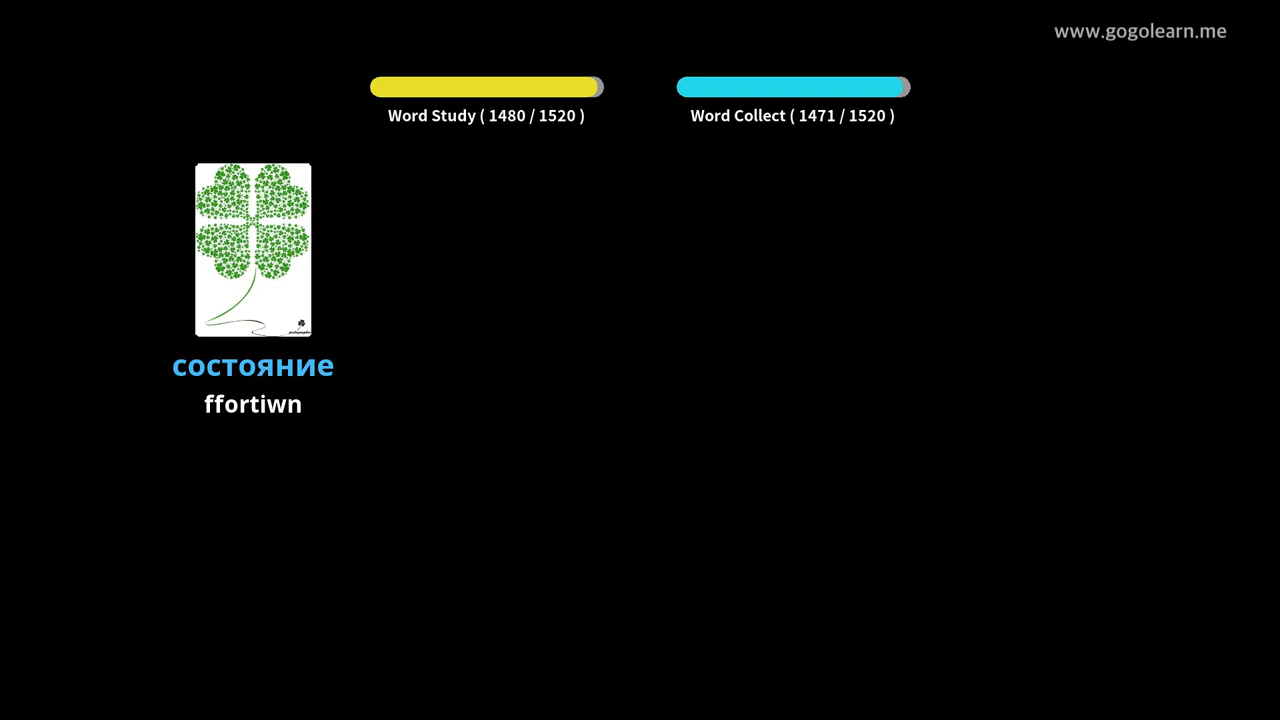 www.gogolearn.me
Word Study ( 1480 / 1520 )
Word Collect ( 1471 / 1520 )
состояние
ffortiwn